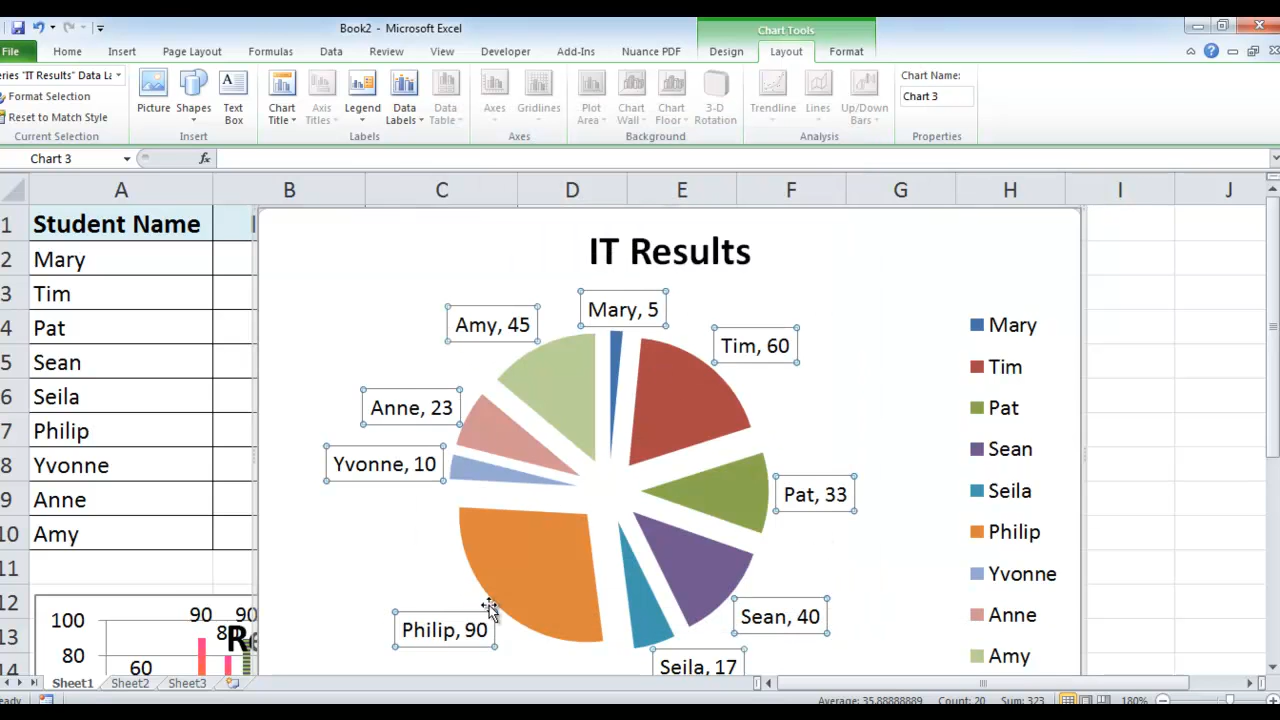 Book2 - Microsoft Excel
Chart Tools
File Home Insert Page Layout Formulas Data Review View Developer Add-Ins Nuance PDF Design Layout Format
eries "IT Results" Data La
Format Selection
Reset to Match Style
Current Selection
Picture Shapes Text Box
Insert
Chart Title Axis Titles Legend Data Labels Data Table
Labels
Axes Gridlines
Axes
Plot Area Chart Wall Chart Floor 3-D Rotation
Background
Trendline Lines Up/Down Bars
Analysis
Chart Name:
Chart 3
Properties
Chart 3 fx
A B C D E F G H I J
1 Student Name
2 Mary
3 Tim
4 Pat
5 Sean
6 Seila
7 Philip
8 Yvonne
9 Anne
10 Amy
11
12
13
14
IT Results
Mary, 5
Amy, 45
Tim, 60
Anne, 23
Yvonne, 10
Pat, 33
Sean, 40
Philip, 90
Seila, 17
Mary
Tim
Pat
Sean
Seila
Philip
Yvonne
Anne
Amy
100 90 90
80 60
Sheet1 Sheet2 Sheet3
eady Average: 35.88888889 Count: 20 Sum: 323 180%